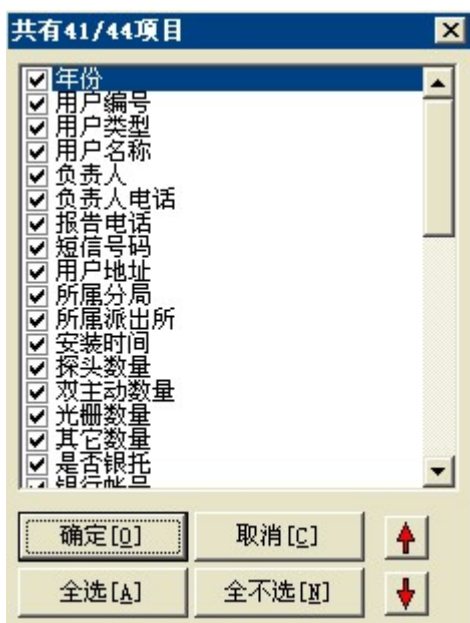 共有41/44项目
年份
用户编号
用户类型
用户名称
负责人
负责人电话
报告电话
短信号码
用户地址
所属分局
所属派出所
安装时间
探头数量
双主动数量
光栅数量
其它数量
是否银托
银行帐号
确定[O] 取消[C]
全选[A] 全不选[N]